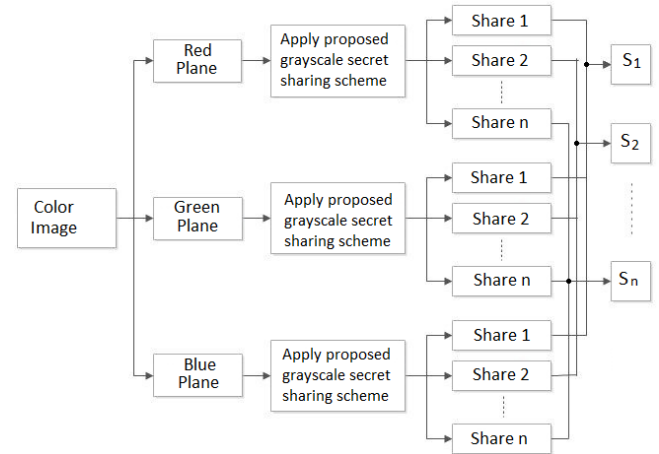 Color
Image
Red
Plane
Apply proposed
grayscale secret
sharing scheme
Share 1
Share 2
Share n
Green
Plane
Apply proposed
grayscale secret
sharing scheme
Share 1
Share 2
Share n
Blue
Plane
Apply proposed
grayscale secret
sharing scheme
Share 1
Share 2
Share n
S1
S2
Sn